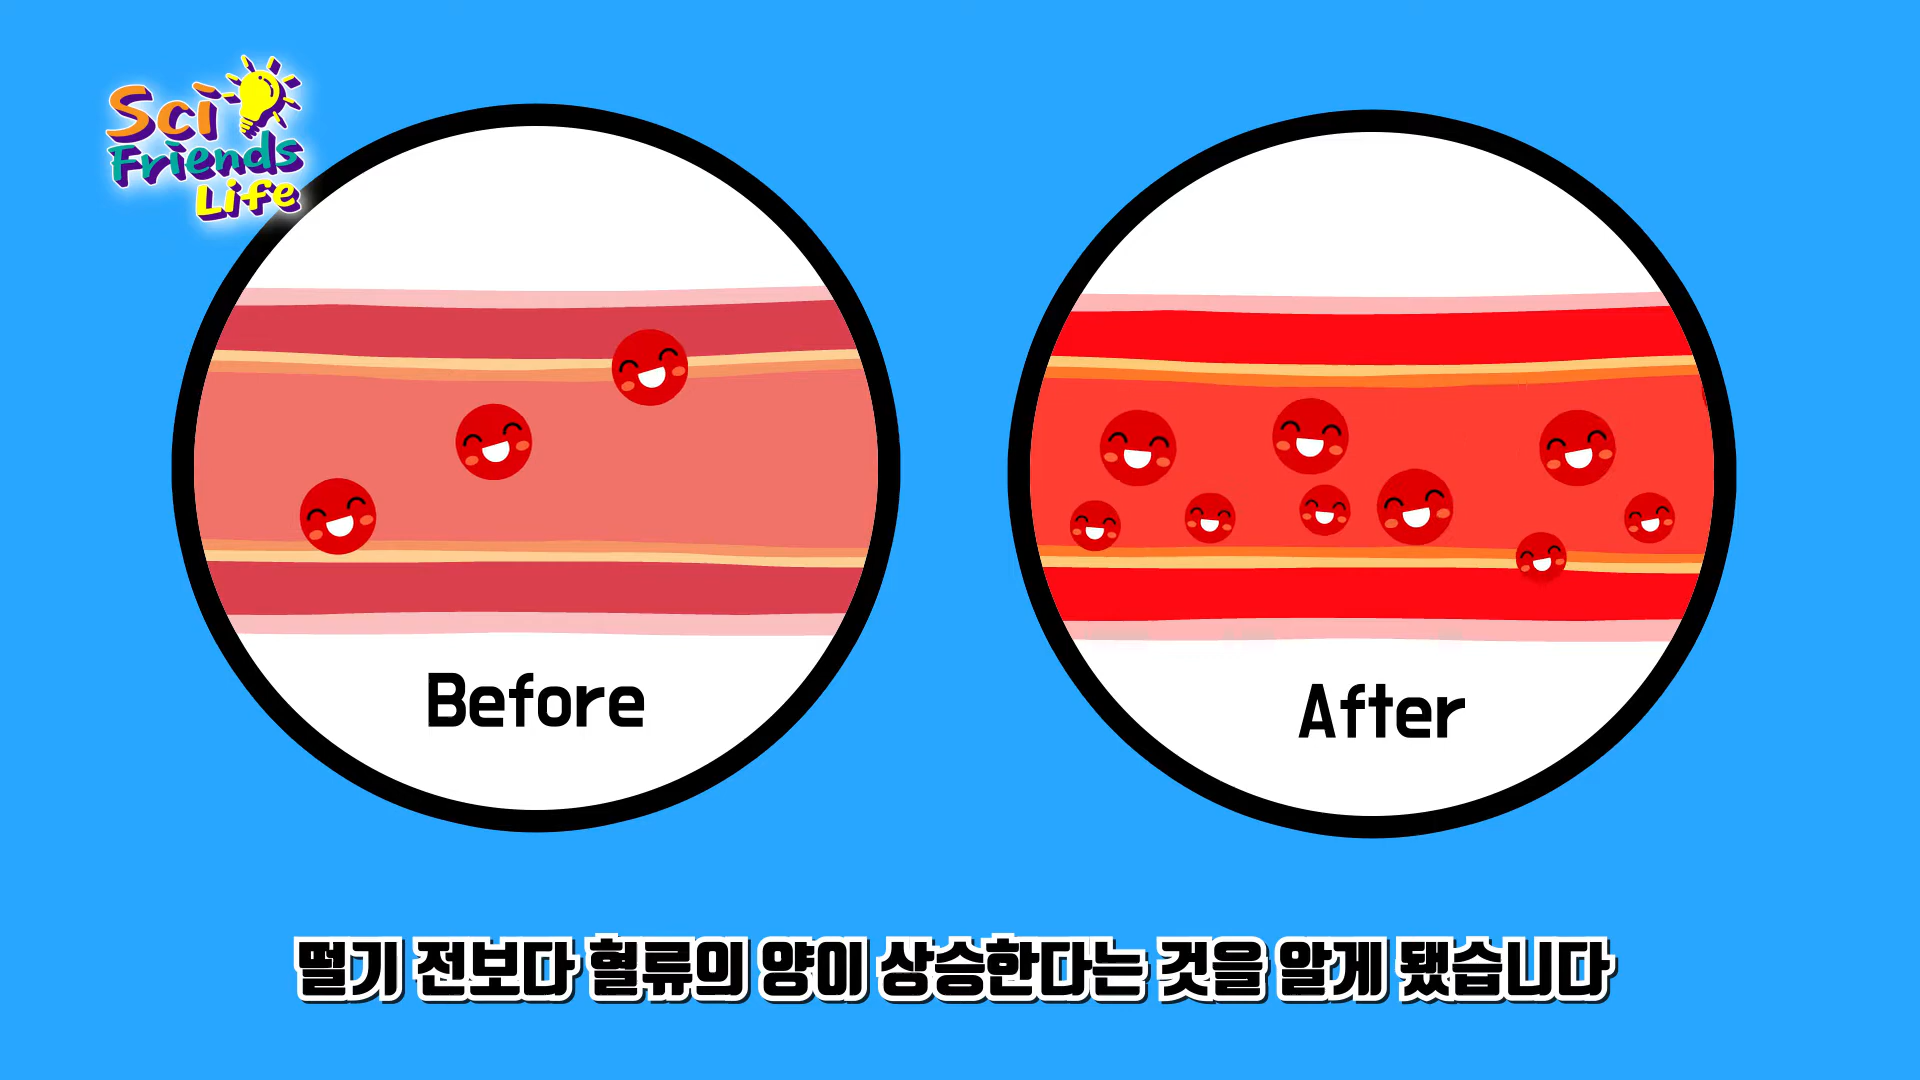 Sci
Friends
Life
Before
After
떨기 전보다 혈류의 양이 상승한다는 것을 알게 됐습니다